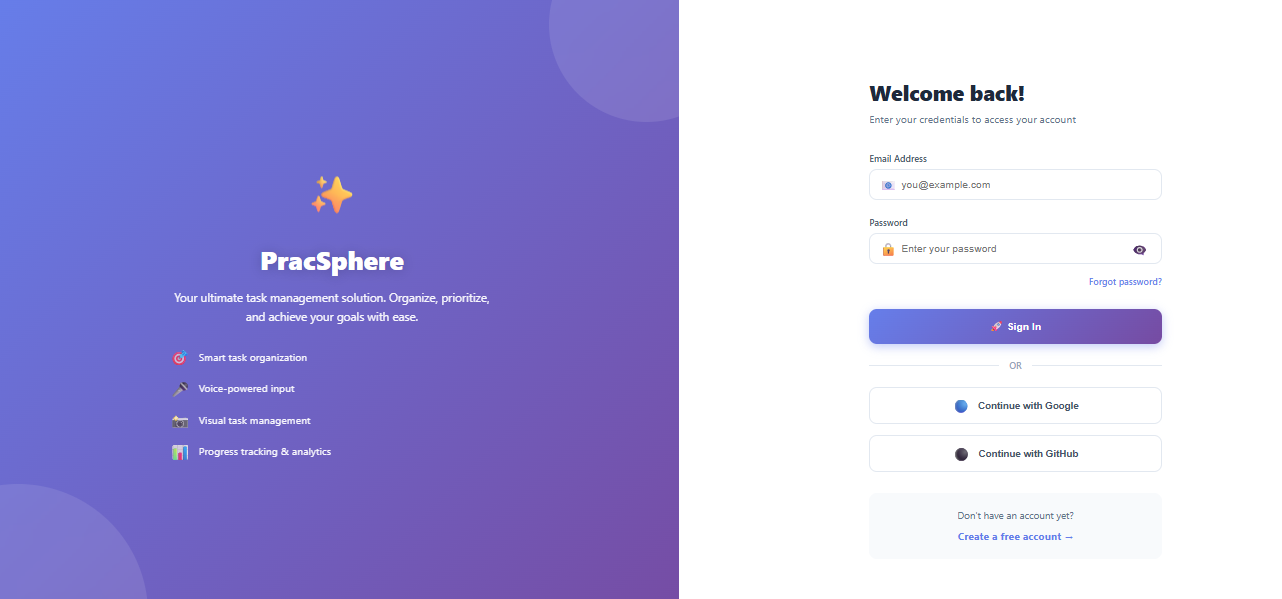 PracSphere
Your ultimate task management solution. Organize, prioritize,
and achieve your goals with ease.
Smart task organization
Voice-powered input
Visual task management
Progress tracking & analytics
Welcome back!
Enter your credentials to access your account
Email Address
you@example.com
Password
Enter your password
Forgot password?
Sign In
OR
Continue with Google
Continue with GitHub
Don't have an account yet?
Create a free account →